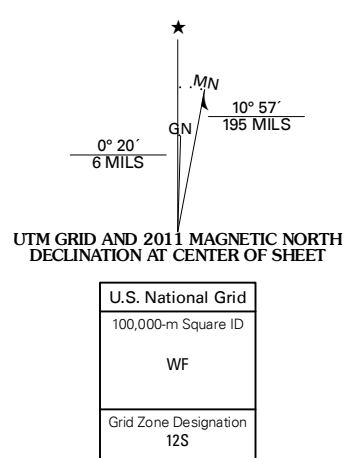 ★
MN
10° 57´
195 MILS
GN
0° 20´
6 MILS
UTM GRID AND 2011 MAGNETIC NORTH
DECLINATION AT CENTER OF SHEET
U.S. National Grid
100,000-m Square ID
WF
Grid Zone Designation
12S